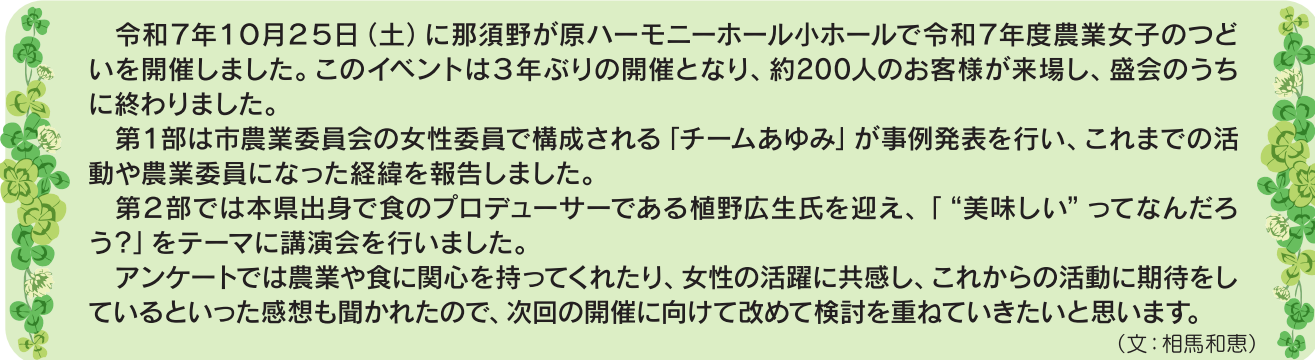 令和7年10月25日（土）に那須野が原ハーモニーホール小ホールで令和7年度農業女子のつど
いを開催しました。このイベントは３年ぶりの開催となり、約200人のお客様が来場し、盛会のうち
に終わりました。
　第1部は市農業委員会の女性委員で構成される「チームあゆみ」が事例発表を行い、これまでの活
動や農業委員になった経緯を報告しました。
　第２部では本県出身で食のプロデューサーである植野広生氏を迎え、「“美味しい”ってなんだろ
う?」をテーマに講演会を行いました。
　アンケートでは農業や食に関心を持ってくれたり、女性の活躍に共感し、これからの活動に期待をし
ているといった感想も聞かれたので、次回の開催に向けて改めて検討を重ねていきたいと思います。
（文：相馬和恵）